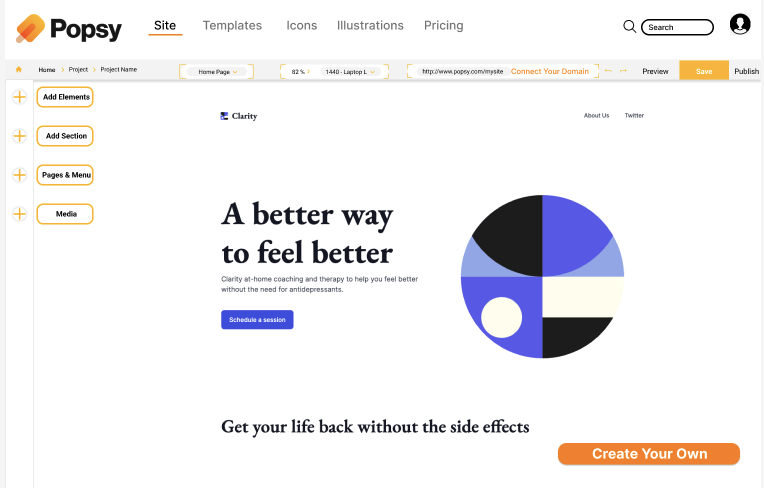 Popsy
Site
Templates
Icons
Illustrations
Pricing
Search
Home
Project
Project Name
Home Page
82 %
1440 - Laptop L
http://www.popsy.com/mysite
Connect Your Domain
Preview
Save
Publish
Add Elements
Add Section
Pages & Menu
Media
Clarity
About Us
Twitter
A better way
to feel better
Clarity at-home coaching and therapy to help you feel better
without the need for antidepressants.
Schedule a session
Get your life back without the side effects
Create Your Own